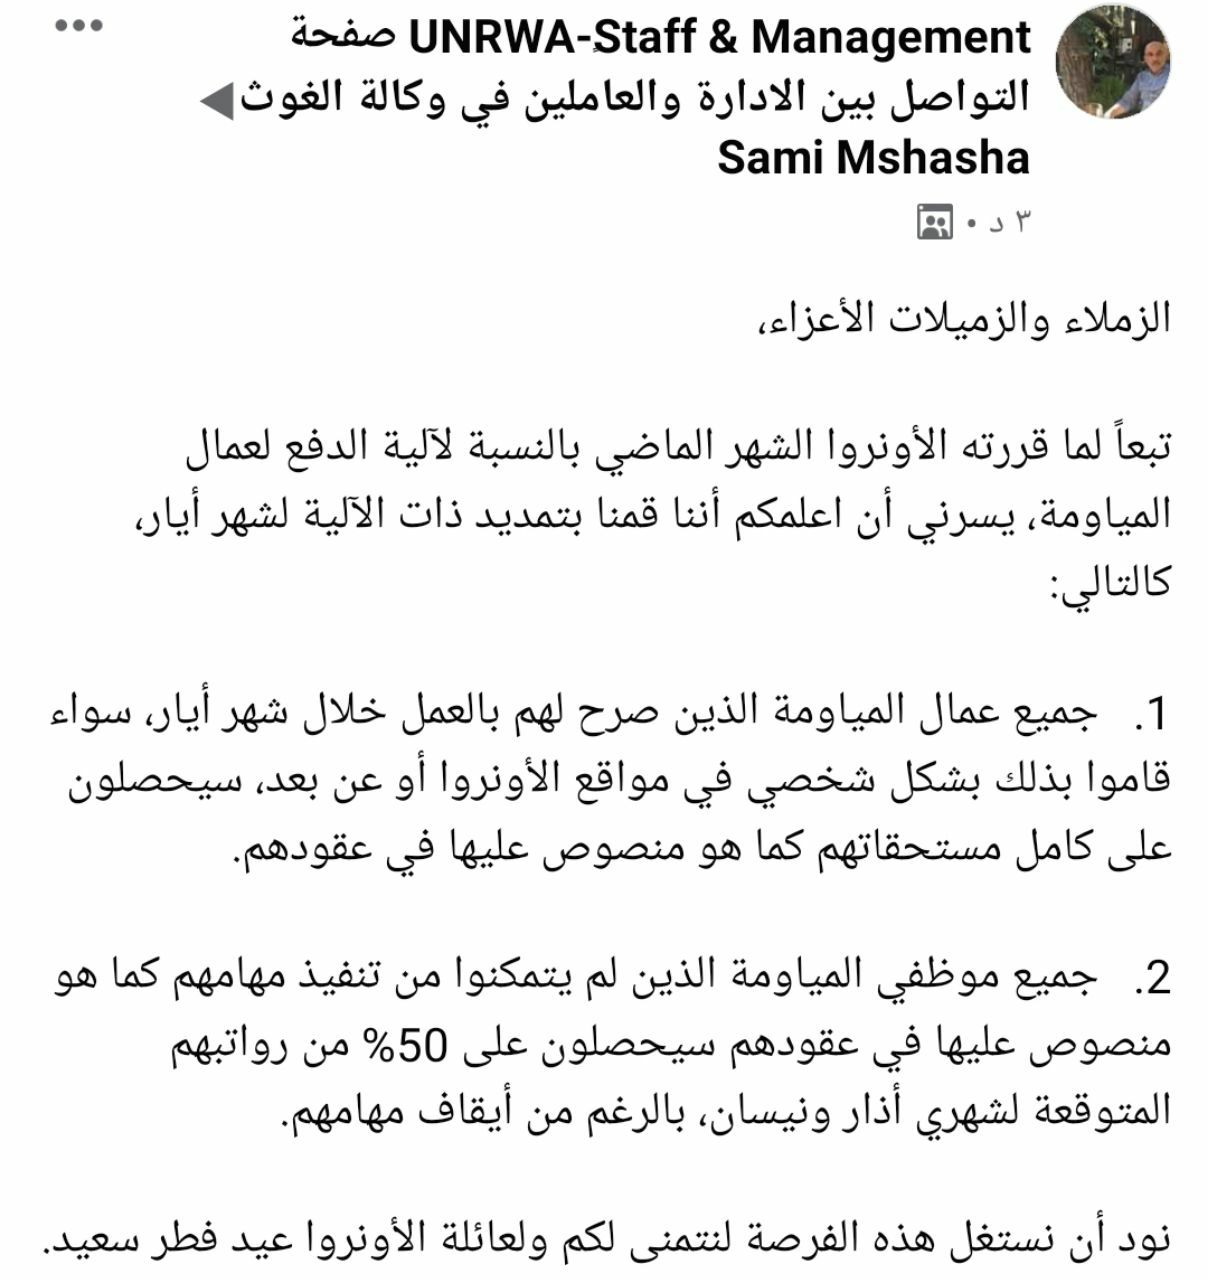 UNRWA-Staff & Management صفحة
التواصل بين الادارة والعاملين في وكالة الغوث◀
Sami Mshasha
٣ د •
الزملاء والزميلات الأعزاء،
تبعاً لما قررته الأونروا الشهر الماضي بالنسبة لآلية الدفع لعمال
المياومة، يسرني أن اعلمكم أننا قمنا بتمديد ذات الآلية لشهر أيار،
كالتالي:
1. جميع عمال المياومة الذين صرح لهم بالعمل خلال شهر أيار، سواء
قاموا بذلك بشكل شخصي في مواقع الأونروا أو عن بعد، سيحصلون
على كامل مستحقاتهم كما هو منصوص عليها في عقودهم.
2. جميع موظفي المياومة الذين لم يتمكنوا من تنفيذ مهامهم كما هو
منصوص عليها في عقودهم سيحصلون على 50% من رواتبهم
المتوقعة لشهري أذار ونيسان، بالرغم من أيقاف مهامهم.
نود أن نستغل هذه الفرصة لنتمنى لكم ولعائلة الأونروا عيد فطر سعيد.